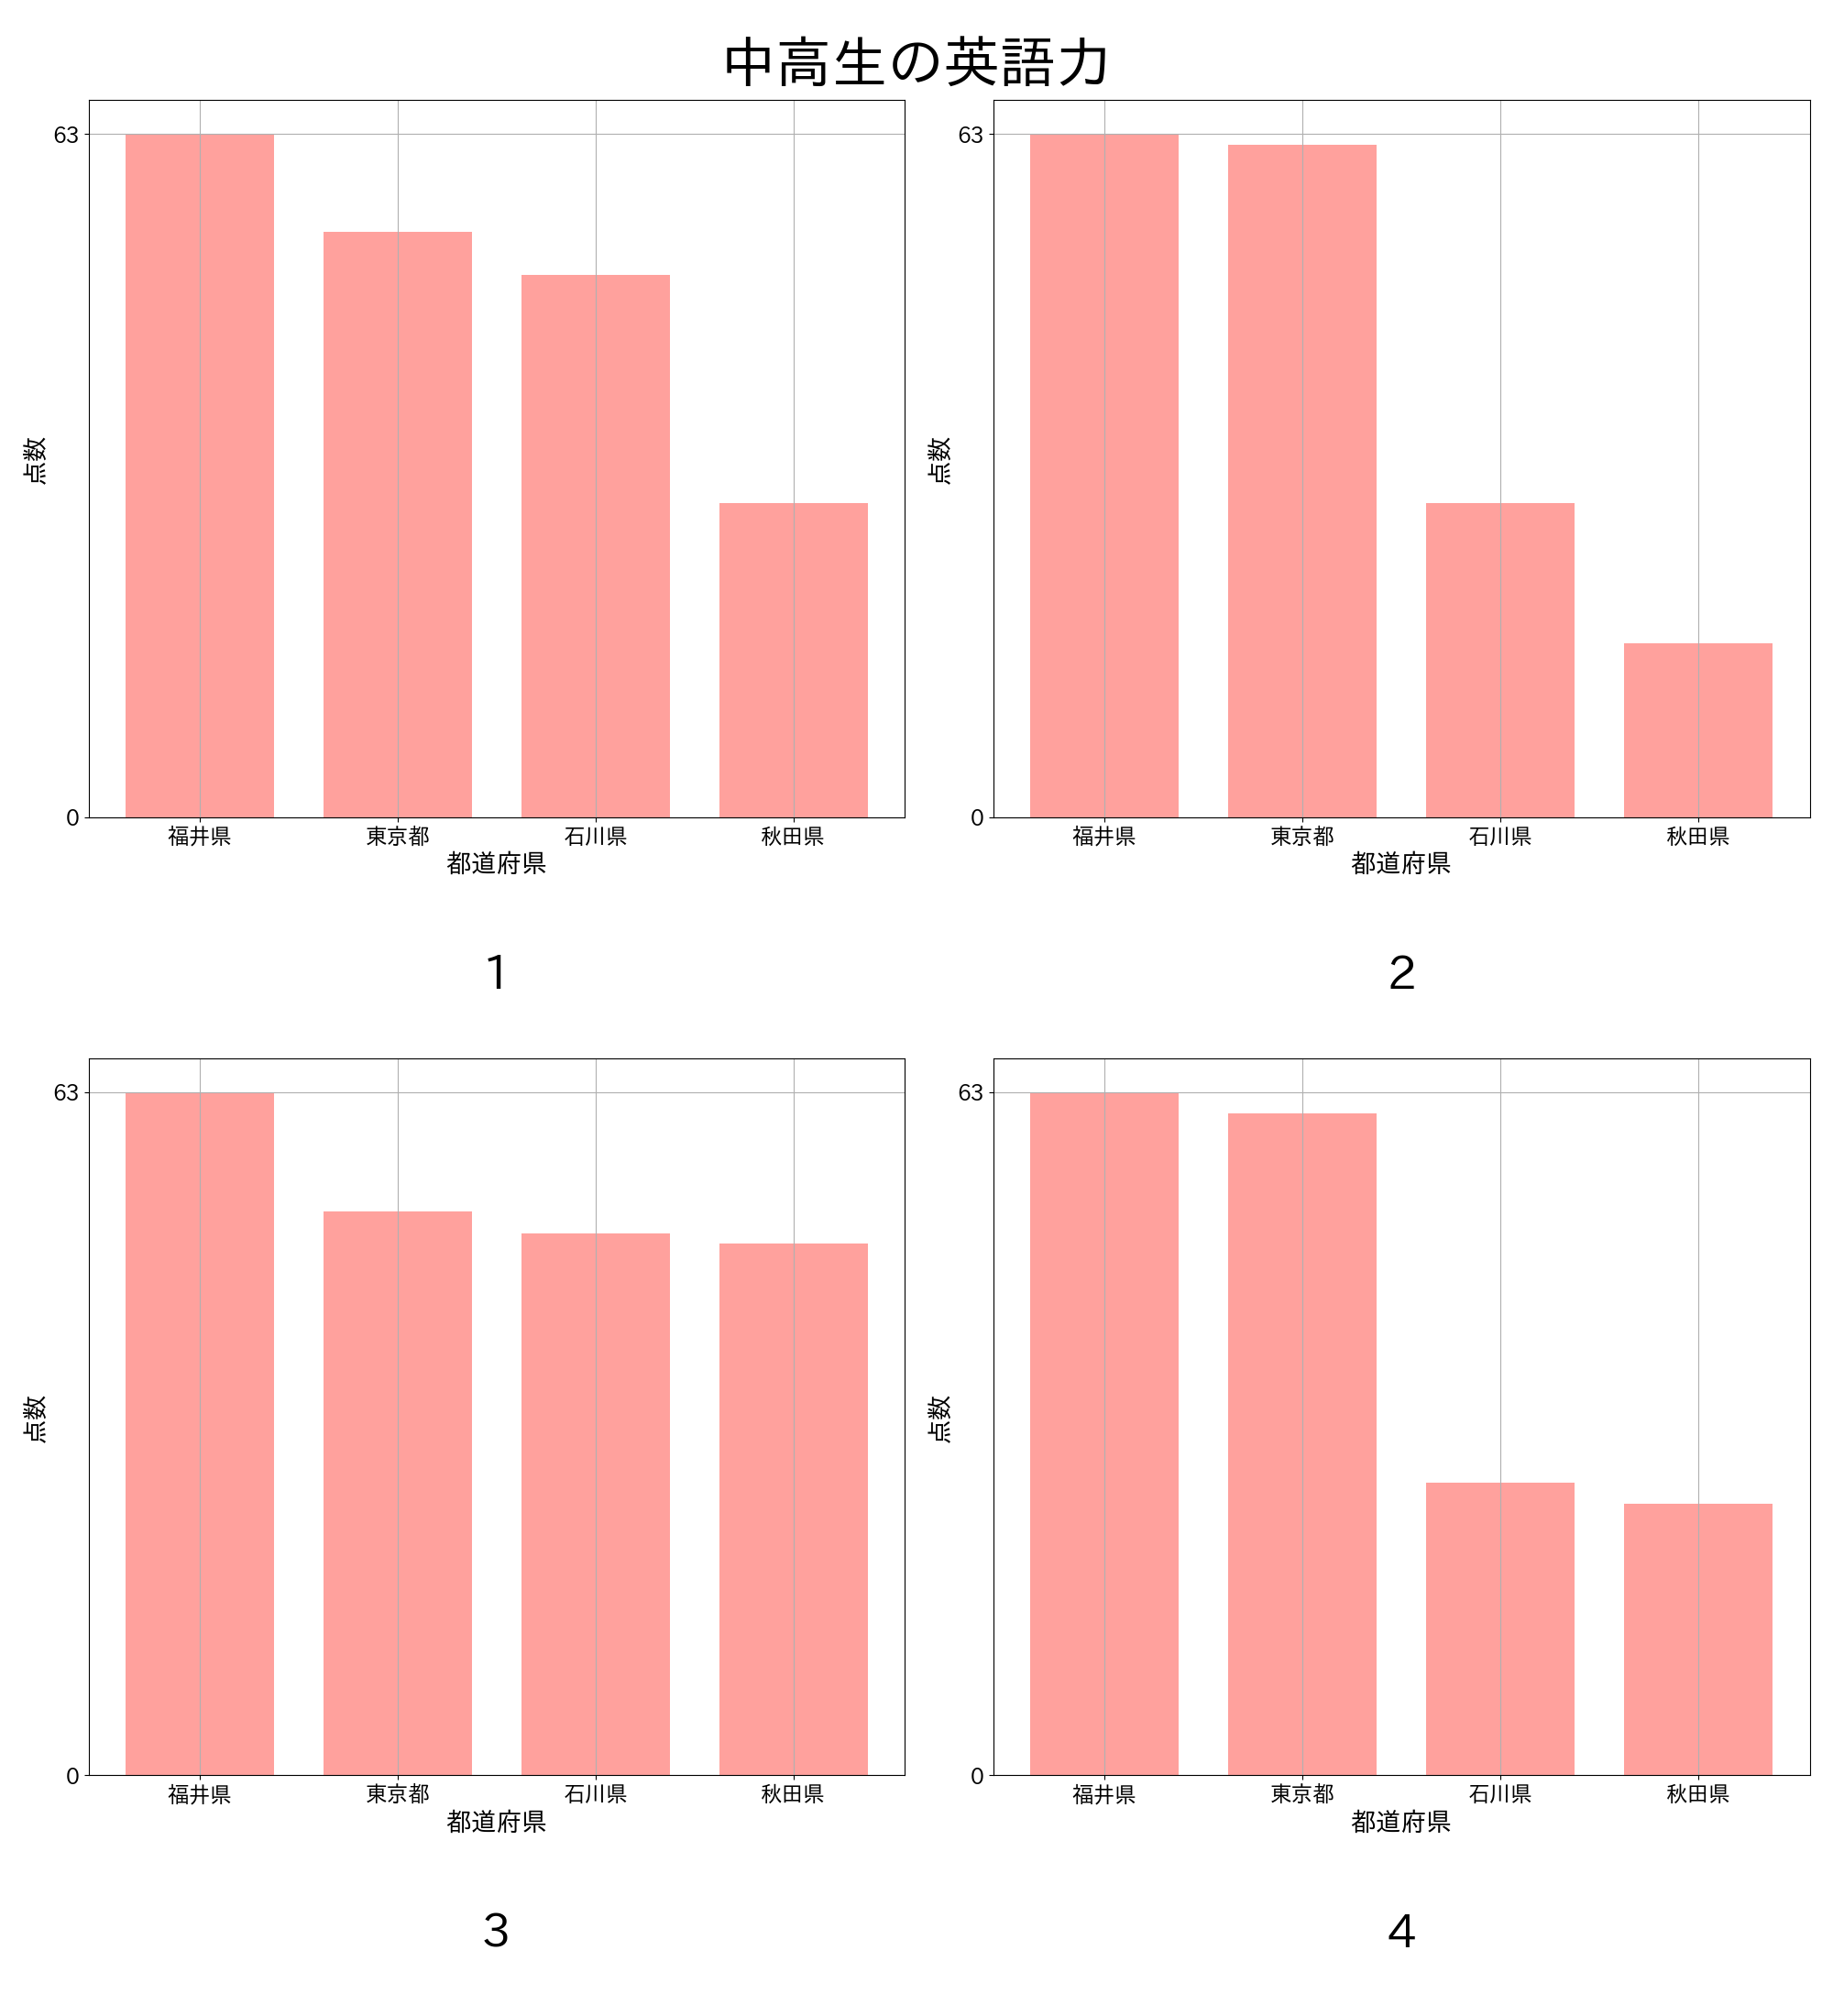 中高生の英語力
63
0
点数
福井県 東京都 石川県 秋田県
都道府県
1
63
0
点数
福井県 東京都 石川県 秋田県
都道府県
2
63
0
点数
福井県 東京都 石川県 秋田県
都道府県
3
63
0
点数
福井県 東京都 石川県 秋田県
都道府県
4